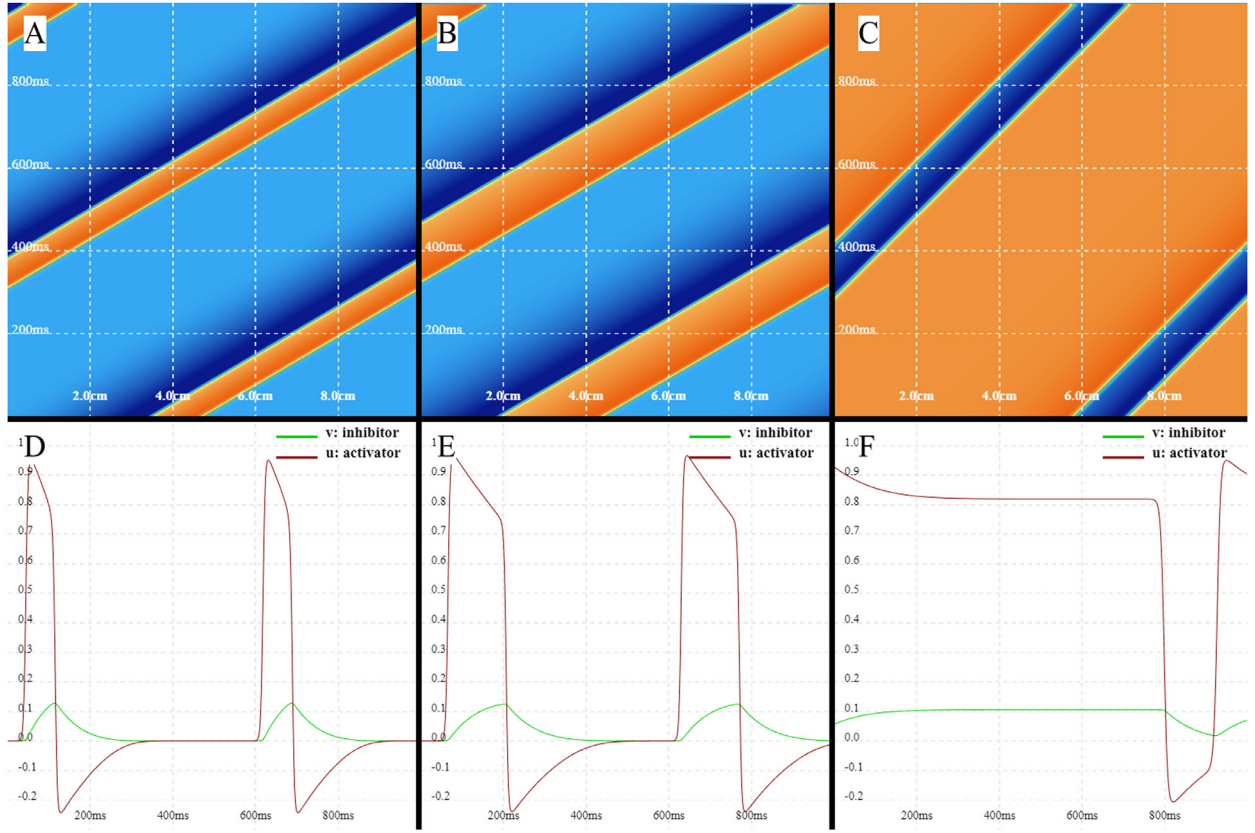 A
800ms
600ms
400ms
200ms
2.0cm 4.0cm 6.0cm 8.0cm
B
800ms
600ms
400ms
200ms
2.0cm 4.0cm 6.0cm 8.0cm
C
800ms
600ms
400ms
200ms
2.0cm 4.0cm 6.0cm 8.0cm
D
v: inhibitor
u: activator
1
0.9
0.8
0.7
0.6
0.5
0.4
0.3
0.2
0.1
0.0
-0.1
-0.2
200ms 400ms 600ms 800ms
E
v: inhibitor
u: activator
1
0.9
0.8
0.7
0.6
0.5
0.4
0.3
0.2
0.1
0.0
-0.1
-0.2
200ms 400ms 600ms 800ms
F
v: inhibitor
u: activator
1.0
0.9
0.8
0.7
0.6
0.5
0.4
0.3
0.2
0.1
0.0
-0.1
-0.2
200ms 400ms 600ms 800ms